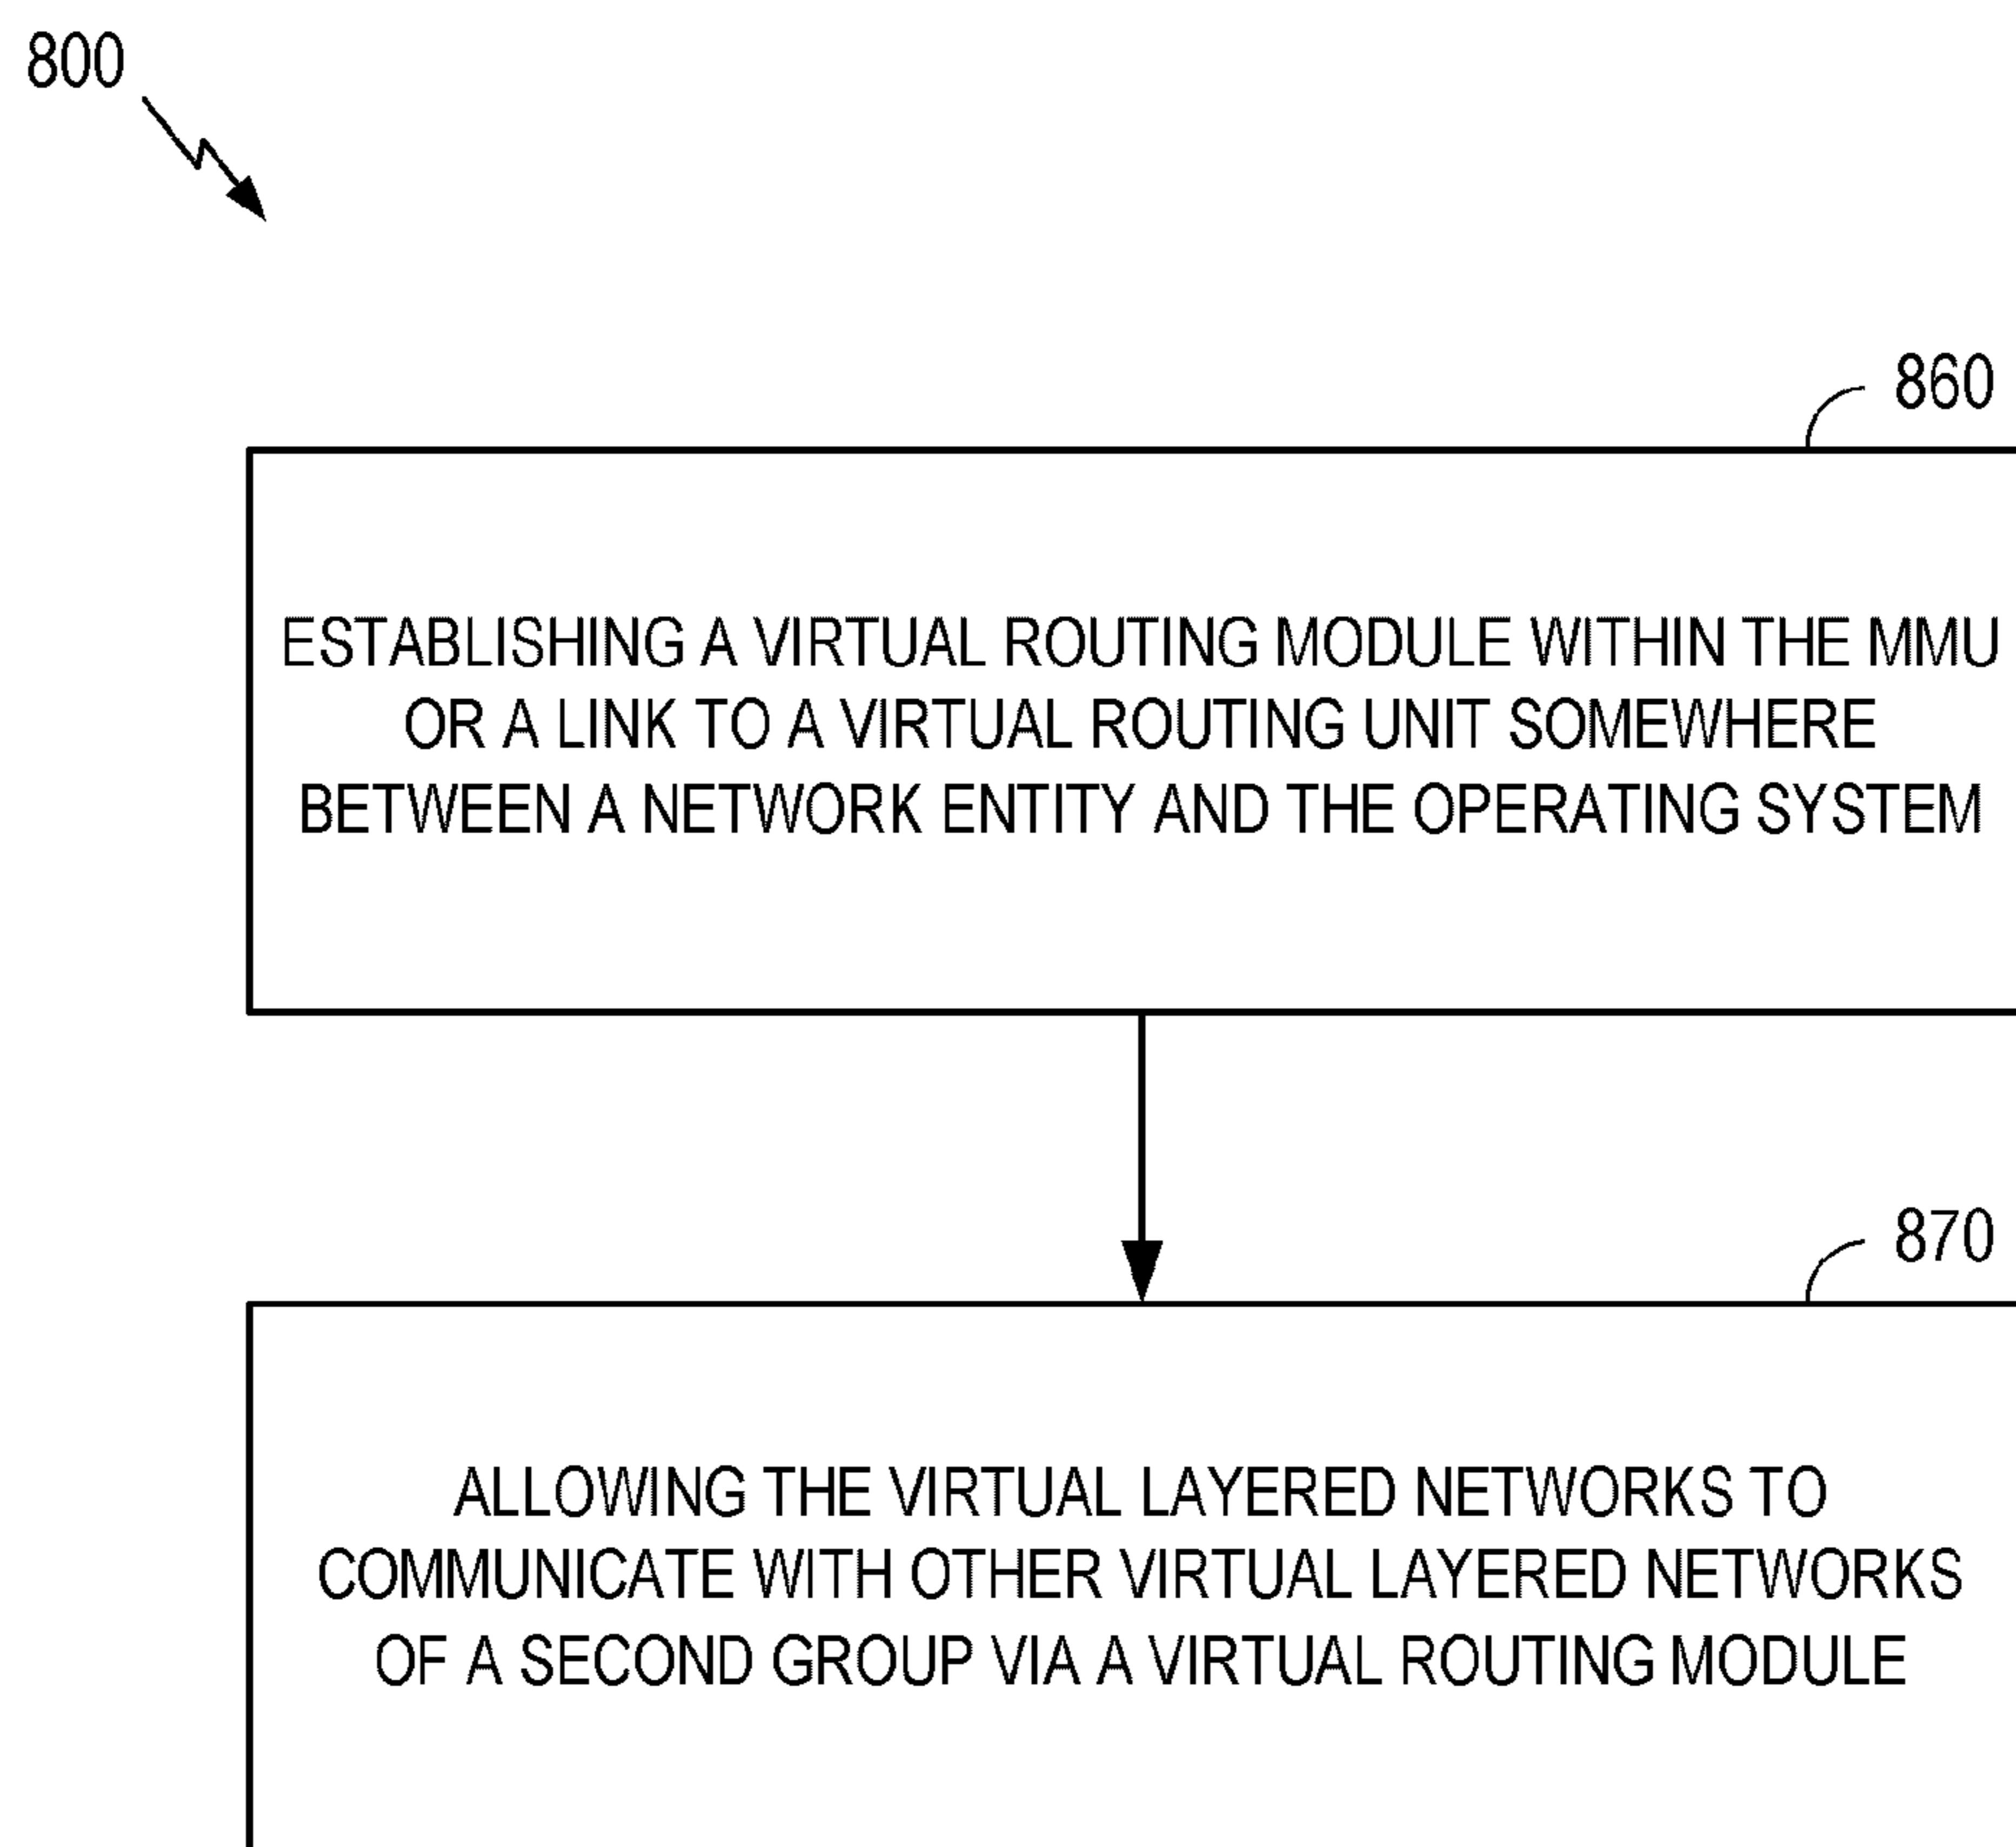 800
860
ESTABLISHING A VIRTUAL ROUTING MODULE WITHIN THE MMU
OR A LINK TO A VIRTUAL ROUTING UNIT SOMEWHERE
BETWEEN A NETWORK ENTITY AND THE OPERATING SYSTEM
870
ALLOWING THE VIRTUAL LAYERED NETWORKS TO
COMMUNICATE WITH OTHER VIRTUAL LAYERED NETWORKS
OF A SECOND GROUP VIA A VIRTUAL ROUTING MODULE